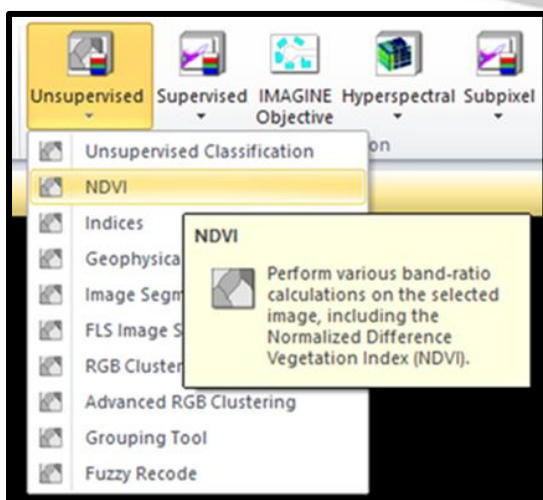 Unsupervised Supervised IMAGINE Objective Hyperspectral Subpixel
on
Unsupervised Classification
NDVI
Indices
Geophysica
Image Segm
FLS Image S
RGB Cluster
Advanced RGB Clustering
Grouping Tool
Fuzzy Recode
NDVI
Perform various band-ratio
calculations on the selected
image, including the
Normalized Difference
Vegetation Index (NDVI).